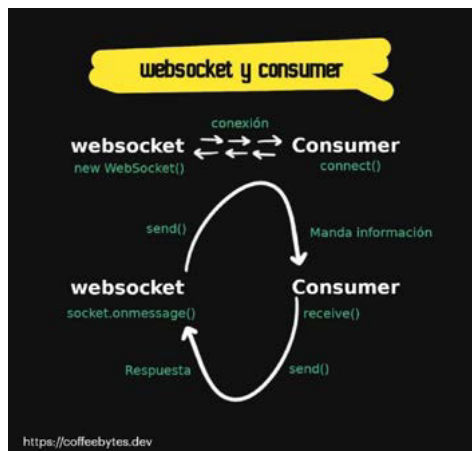 websocket y consumer
conexión
websocket
Consumer
new WebSocket()
connect()
send()
Manda información
websocket
Consumer
socket.onmessage()
receive()
Respuesta
send()
https://coffeebytes.dev